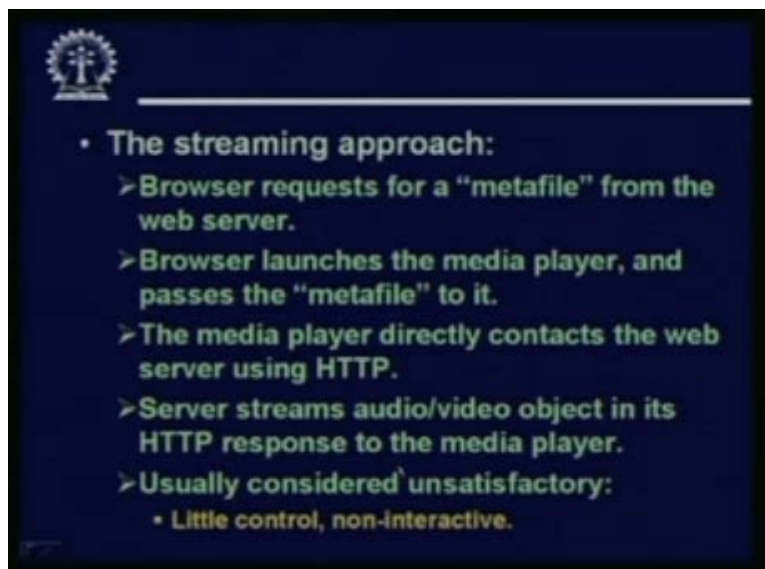 • The streaming approach:
➢Browser requests for a “metafile” from the
web server.
➢Browser launches the media player, and
passes the “metafile” to it.
➢The media player directly contacts the web
server using HTTP.
➢Server streams audio/video object in its
HTTP response to the media player.
➢Usually considered unsatisfactory:
▪ Little control, non-interactive.